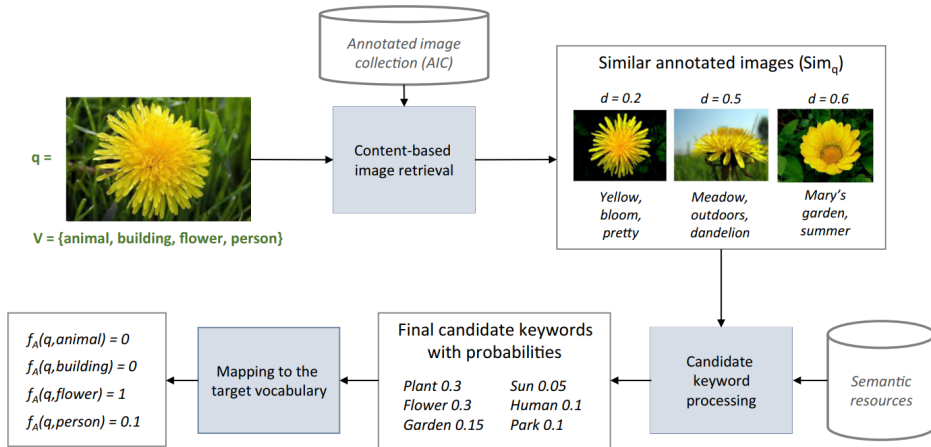 Annotated image
collection (AIC)
q =
V = {animal, building, flower, person}
Content-based
image retrieval
Similar annotated images (Simq)
d = 0.2
d = 0.5
d = 0.6
Yellow,
bloom,
pretty
Meadow,
outdoors,
dandelion
Mary's
garden,
summer
Semantic
resources
Candidate
keyword
processing
Final candidate keywords
with probabilities
Plant 0.3
Flower 0.3
Garden 0.15
Sun 0.05
Human 0.1
Park 0.1
Mapping to the
target vocabulary
fA(q,animal) = 0
fA(q,building) = 0
fA(q,flower) = 1
fA(q,person) = 0.1